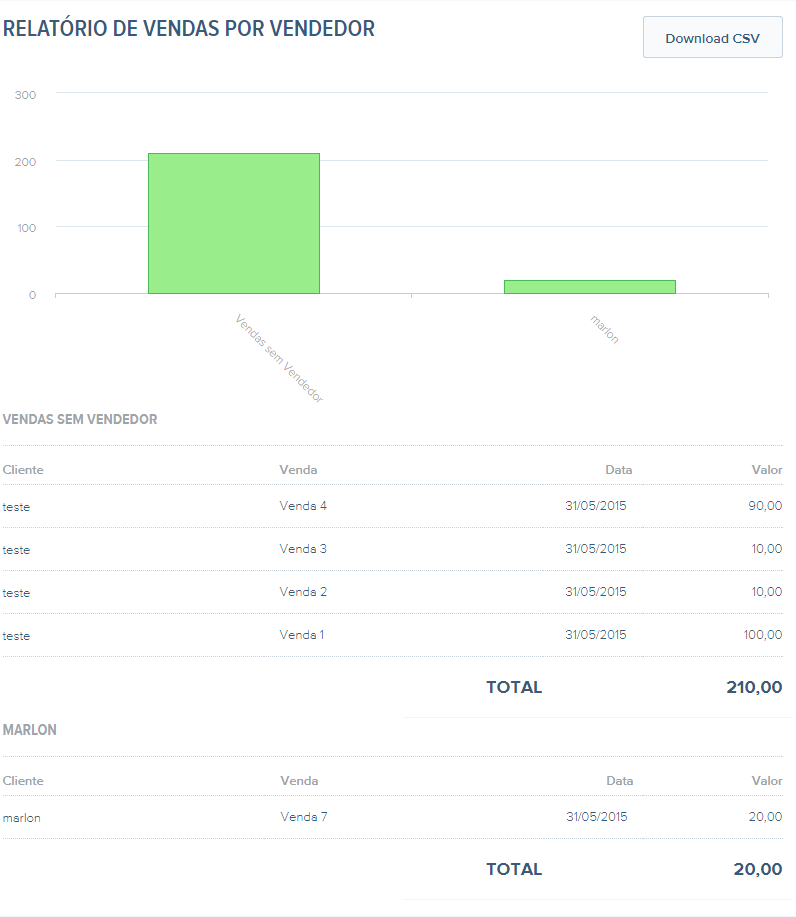 RELATÓRIO DE VENDAS POR VENDEDOR
Download CSV
300
200
100
0
Vendas sem Vendedor
marlon
VENDAS SEM VENDEDOR
Cliente Venda Data Valor
teste Venda 4 31/05/2015 90,00
teste Venda 3 31/05/2015 10,00
teste Venda 2 31/05/2015 10,00
teste Venda 1 31/05/2015 100,00
TOTAL 210,00
MARLON
Cliente Venda Data Valor
marlon Venda 7 31/05/2015 20,00
TOTAL 20,00